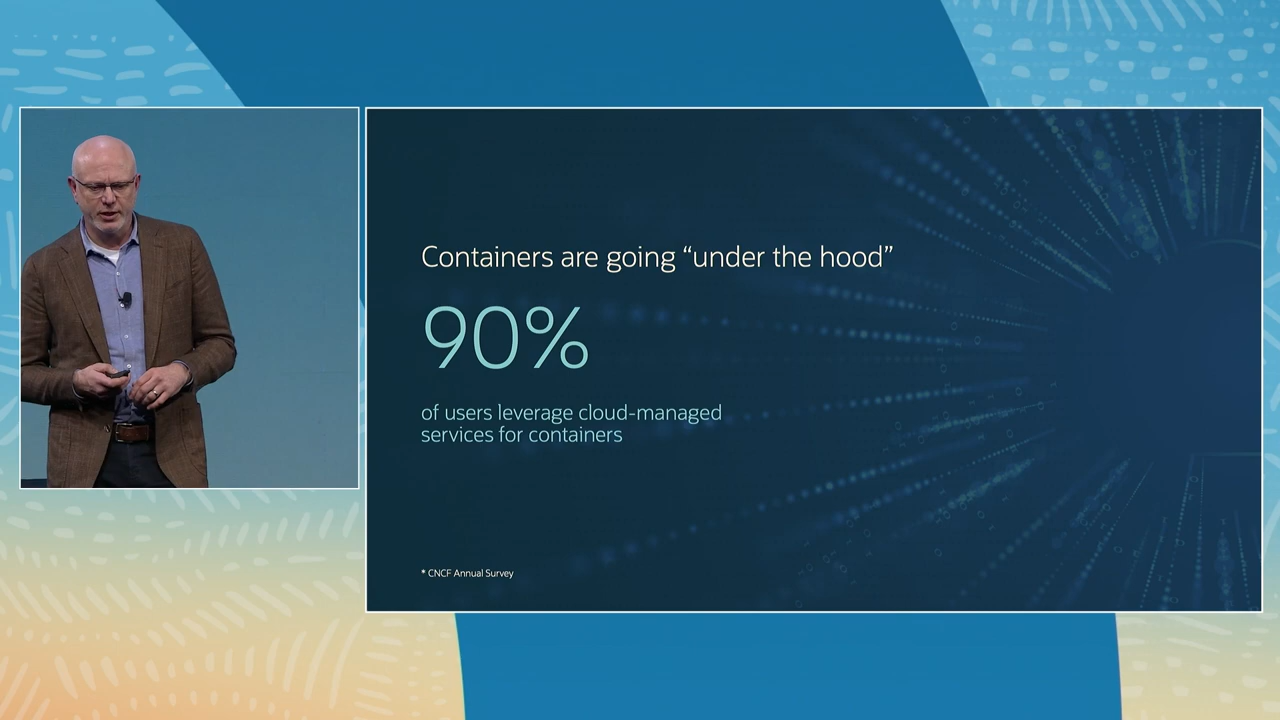 Containers are going “under the hood”
90%
of users leverage cloud-managed
services for containers
* CNCF Annual Survey